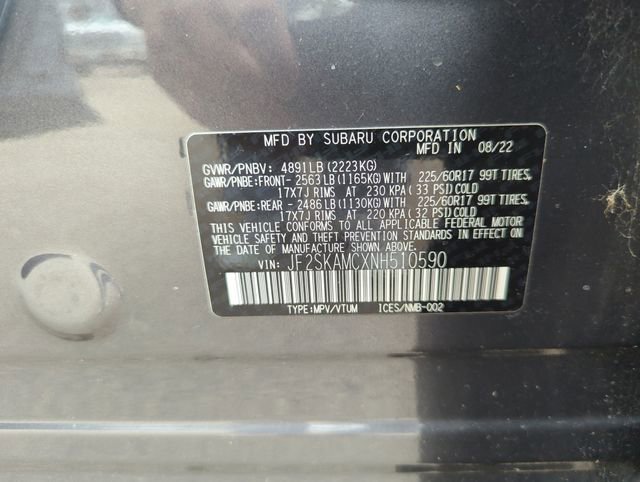 MFD BY SUBARU CORPORATION
MFD IN 08/22
GVWR/PNBV: 4891LB (2223KG)
GAWR/PNBE:FRONT- 2563LB (1165KG) WITH 225/60R17 99T TIRES,
17X7J RIMS AT 230 KPA (33 PSI) COLD
GAWR/PNBE:REAR - 2486LB (1130KG) WITH 225/60R17 99T TIRES,
17X7J RIMS AT 220 KPA (32 PSI) COLD
THIS VEHICLE CONFORMS TO ALL APPLICABLE FEDERAL MOTOR
VEHICLE SAFETY AND THEFT PREVENTION STANDARDS IN EFFECT ON
THE DATE OF MANUFACTURE SHOWN ABOVE.
VIN: JF2SKAMCXNH510590
TYPE:MPV/VTUM ICES/NMB-002